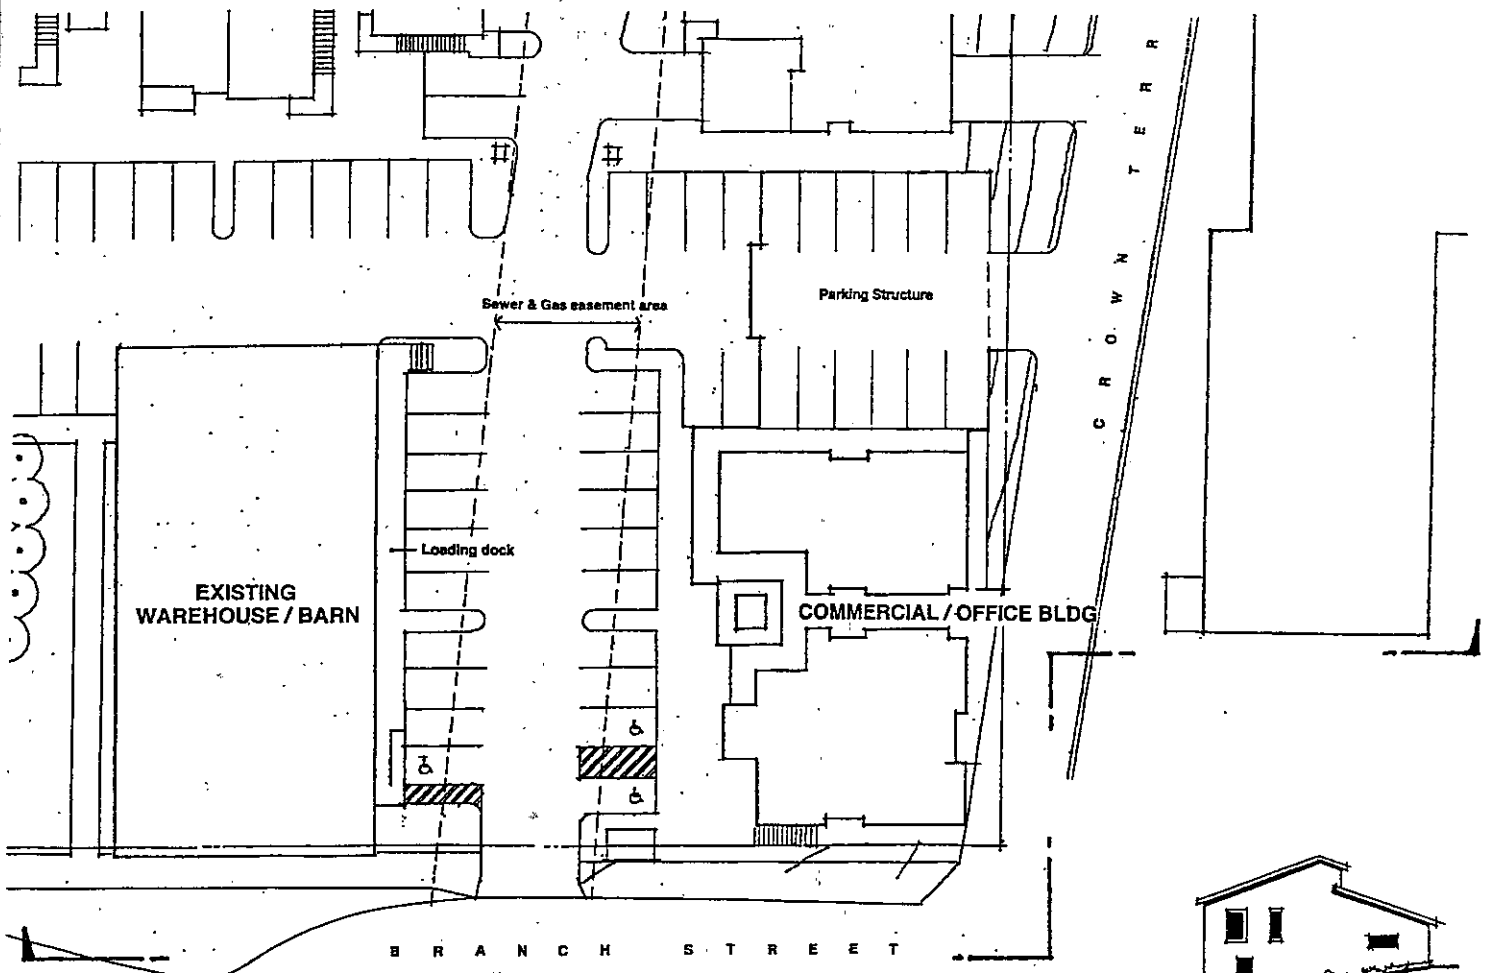 Sewer & Gas easement area
Parking Structure
CROWN TERR
Loading dock
EXISTING
WAREHOUSE / BARN
COMMERCIAL / OFFICE BLDG
BRANCH STREET